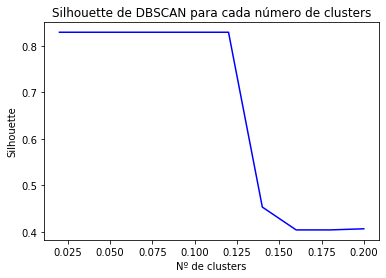 Silhouette de DBSCAN para cada número de clusters
0.8
0.7
0.6
0.5
0.4
Silhouette
0.025 0.050 0.075 0.100 0.125 0.150 0.175 0.200
Nº de clusters